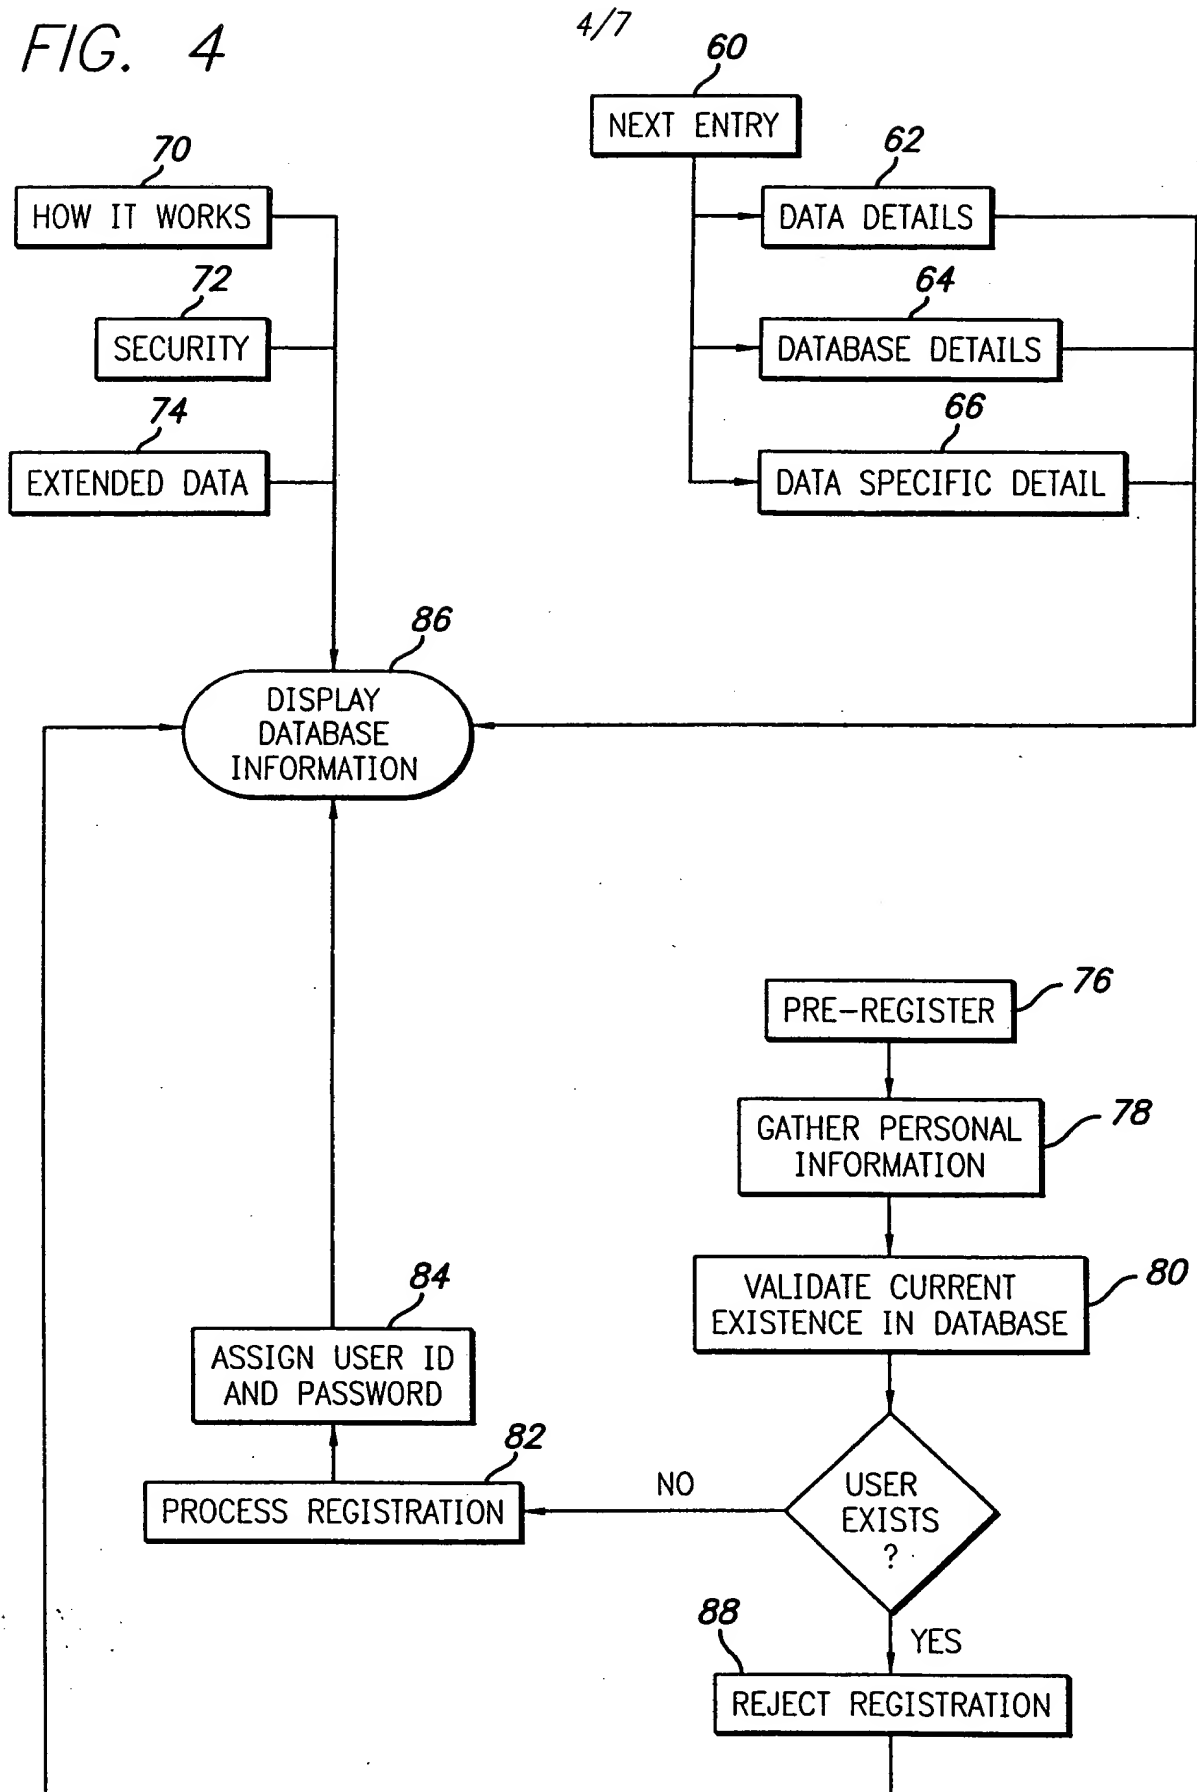 FIG. 4
4/7
60
NEXT ENTRY
70
HOW IT WORKS
62
DATA DETAILS
72
SECURITY
64
DATABASE DETAILS
74
EXTENDED DATA
66
DATA SPECIFIC DETAIL
86
DISPLAY
DATABASE
INFORMATION
76
PRE-REGISTER
78
GATHER PERSONAL
INFORMATION
80
VALIDATE CURRENT
EXISTENCE IN DATABASE
84
ASSIGN USER ID
AND PASSWORD
82
PROCESS REGISTRATION
NO
USER
EXISTS
?
YES
88
REJECT REGISTRATION